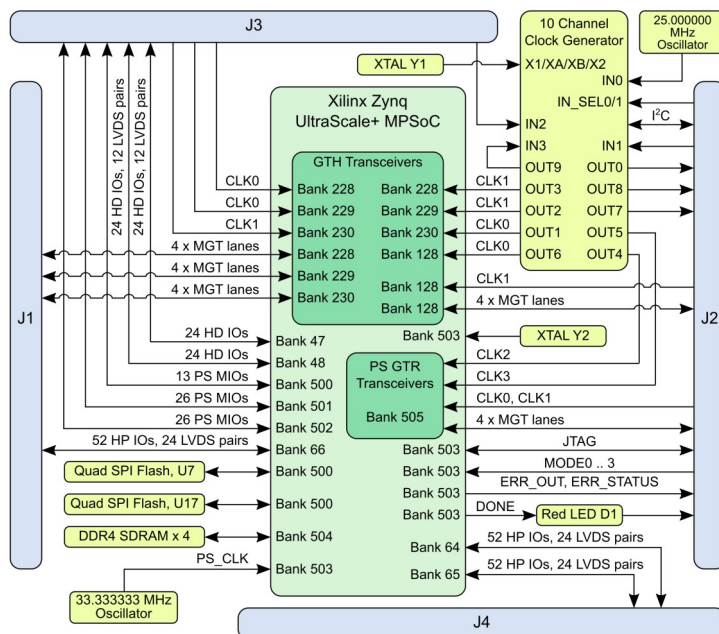 J3
10 Channel
Clock Generator
25.000000
MHz
Oscillator
XTAL Y1
X1/XA/XB/X2
IN0
IN_SEL0/1
I²C
IN2
IN1
IN3
OUT9
OUT0
OUT3
OUT8
OUT2
OUT7
OUT1
OUT5
OUT6
OUT4
Xilinx Zynq
UltraScale+ MPSoC
GTH Transceivers
24 HD IOs, 12 LVDS pairs
24 HD IOs, 12 LVDS pairs
CLK0
Bank 228
Bank 228
CLK1
CLK0
Bank 229
Bank 229
CLK1
CLK1
Bank 230
Bank 230
CLK0
4 x MGT lanes
Bank 228
Bank 128
CLK0
4 x MGT lanes
Bank 229
Bank 128
CLK1
4 x MGT lanes
Bank 230
Bank 128
4 x MGT lanes
J1
J2
24 HD IOs
Bank 47
Bank 503
XTAL Y2
24 HD IOs
Bank 48
CLK2
13 PS MIOs
Bank 500
PS GTR
Transceivers
CLK3
26 PS MIOs
Bank 501
Bank 505
CLK0, CLK1
26 PS MIOs
Bank 502
4 x MGT lanes
52 HP IOs, 24 LVDS pairs
Bank 66
Bank 503
JTAG
Quad SPI Flash, U7
Bank 500
Bank 503
MODE0 .. 3
Bank 503
ERR_OUT, ERR_STATUS
Quad SPI Flash, U17
Bank 500
Bank 503
DONE
Red LED D1
DDR4 SDRAM x 4
Bank 504
Bank 64
52 HP IOs, 24 LVDS pairs
PS_CLK
Bank 503
Bank 65
52 HP IOs, 24 LVDS pairs
33.333333 MHz
Oscillator
J4